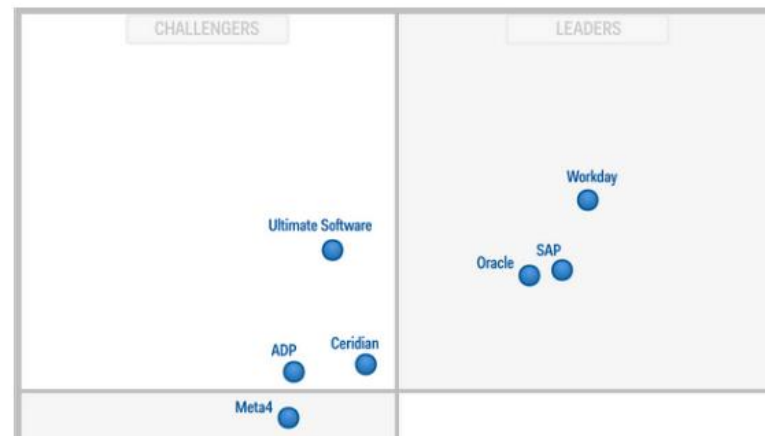 CHALLENGERS
LEADERS
Workday
Ultimate Software
SAP
Oracle
Ceridian
ADP
Meta4